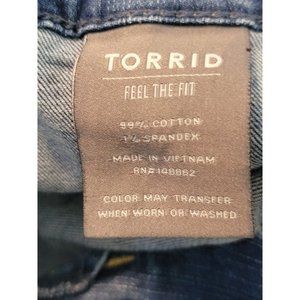 TORRID
FEEL THE FIT
99% COTTON
1% SPANDEX
MADE IN VIETNAM
RN# 148862
COLOR MAY TRANSFER
WHEN WORN OR WASHED